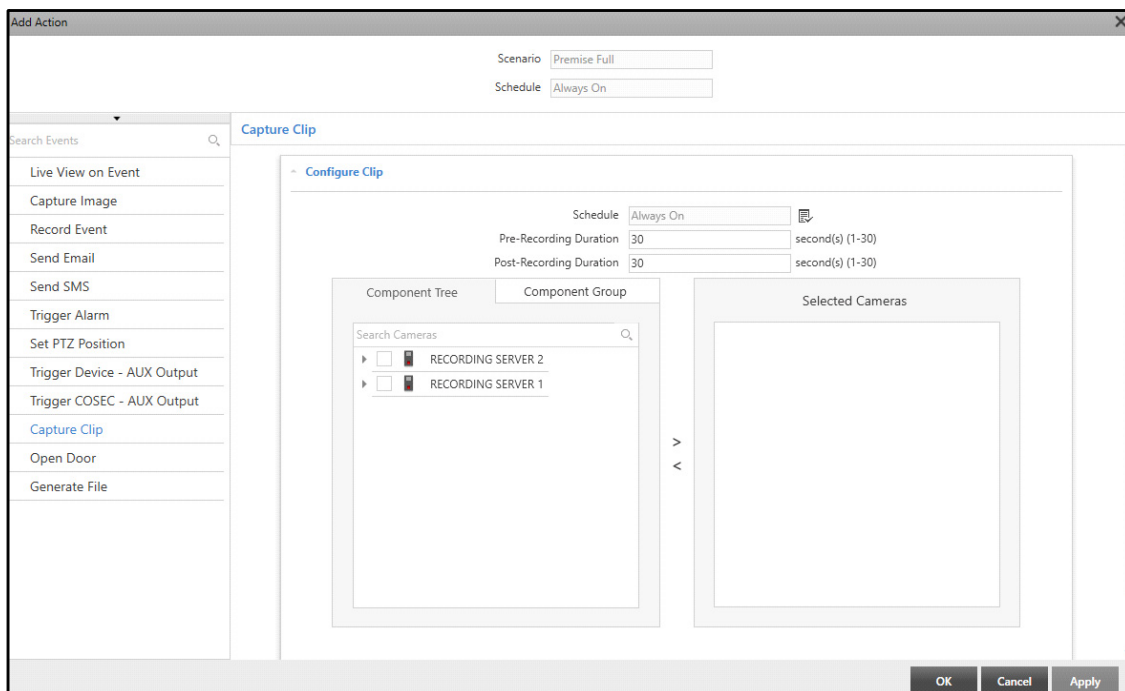 Add Action
Scenario Premise Full
Schedule Always On
Search Events
Live View on Event
Capture Image
Record Event
Send Email
Send SMS
Trigger Alarm
Set PTZ Position
Trigger Device - AUX Output
Trigger COSEC - AUX Output
Capture Clip
Open Door
Generate File
Capture Clip
Configure Clip
Schedule Always On
Pre-Recording Duration 30 second(s) (1-30)
Post-Recording Duration 30 second(s) (1-30)
Component Tree Component Group
Search Cameras
RECORDING SERVER 2
RECORDING SERVER 1
>
<
Selected Cameras
OK Cancel Apply